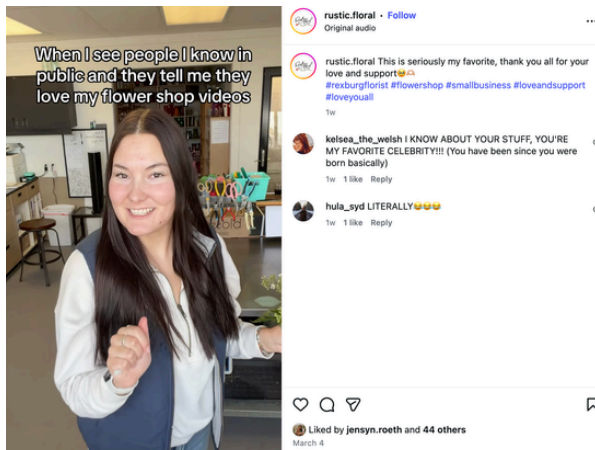 When I see people I know in
public and they tell me they
love my flower shop videos
rustic.floral • Follow
Original audio
rustic.floral This is seriously my favorite, thank you all for your
love and support🥹🫶🏻
#rexburgflorist #flowershop #smallbusiness #loveandsupport
#loveyouall
1w
kelsea_the_welsh I KNOW ABOUT YOUR STUFF, YOU'RE
MY FAVORITE CELEBRITY!!! (You have been since you were
born basically)
1w 1 like Reply
hula_syd LITERALLY😂😂😂
1w 1 like Reply
Liked by jensyn.roeth and 44 others
March 4